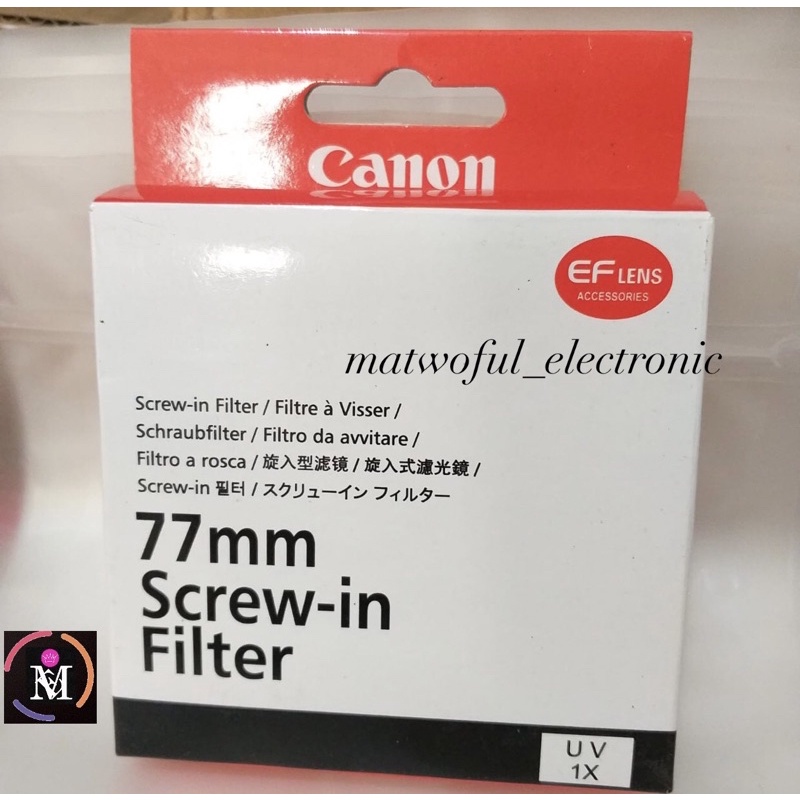 Canon
EF LENS
ACCESSORIES
matwoful_electronic
Screw-in Filter / Filtre à Visser /
Schraubfilter / Filtro da avvitare /
Filtro a rosca / 旋入型滤镜 / 旋入式濾光鏡 /
Screw-in 필터 / スクリューイン フィルター
77mm
Screw-in
Filter
UV
1X